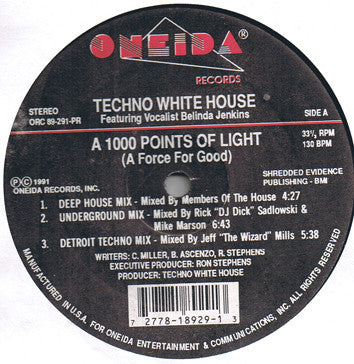 ONEIDA®
RECORDS
STEREO
ORC 89-291-PR
TECHNO WHITE HOUSE
Featuring Vocalist Belinda Jenkins
SIDE A
A 1000 POINTS OF LIGHT
(A Force For Good)
33⅓ RPM
130 BPM
Ⓟ© 1991
ONEIDA RECORDS, INC.
SHREDDED EVIDENCE
PUBLISHING - BMI
1. DEEP HOUSE MIX - Mixed By Members Of The House 4:27
2. UNDERGROUND MIX - Mixed By Rick "DJ Dick" Sadlowski &
Mike Marson 6:43
3. DETROIT TECHNO MIX - Mixed By Jeff "The Wizard" Mills 5:38
WRITERS: C. MILLER, B. ASCENZO, R. STEPHENS
EXECUTIVE PRODUCER: RON STEPHENS
PRODUCER: TECHNO WHITE HOUSE
7 2778-18929-1 3
MANUFACTURED IN U.S.A. FOR ONEIDA ENTERTAINMENT & COMMUNICATIONS, INC. ALL RIGHTS RESERVED